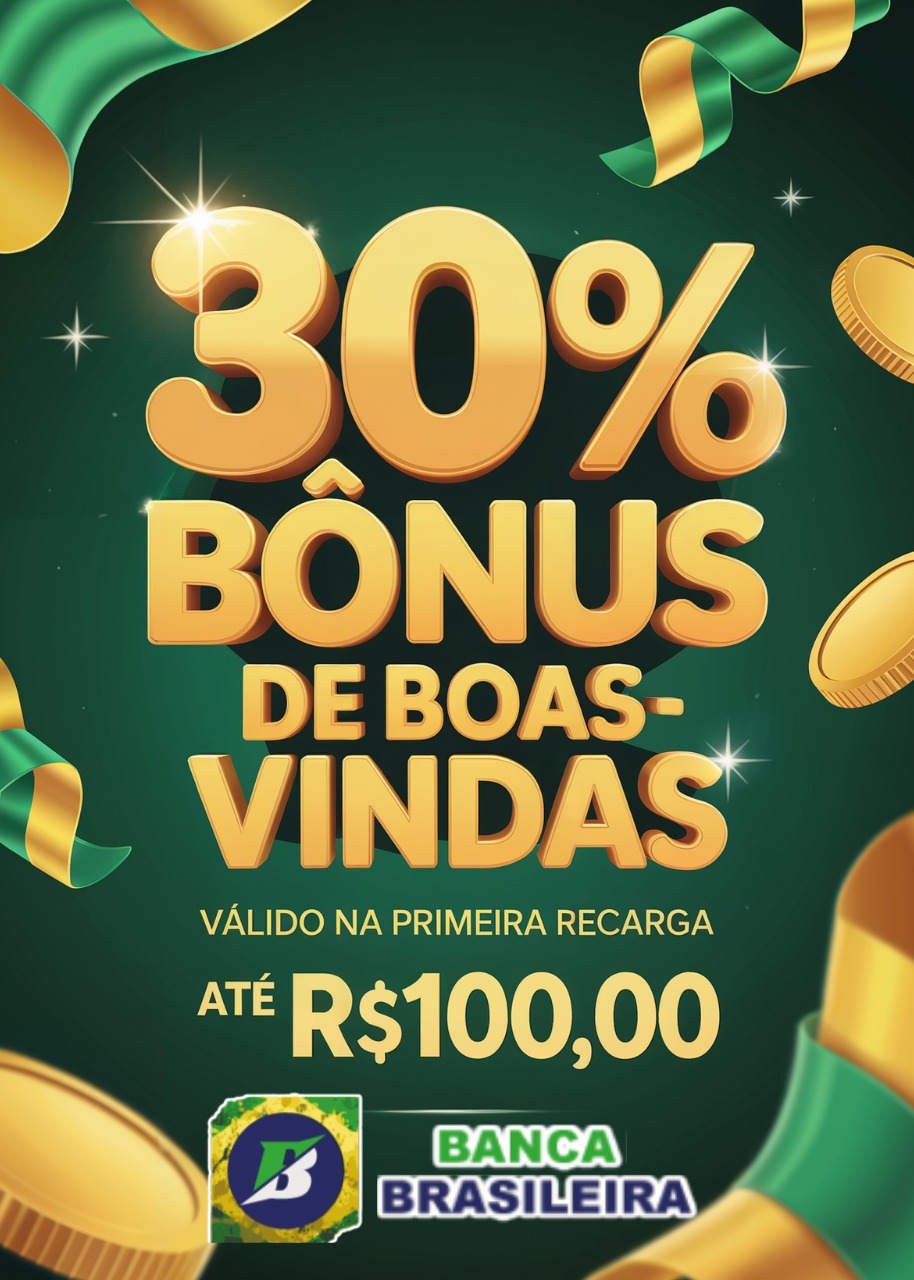 30%
BÔNUS
DE BOAS-
VINDAS
VÁLIDO NA PRIMEIRA RECARGA
ATÉ R$100,00
B
BANCA
BRASILEIRA